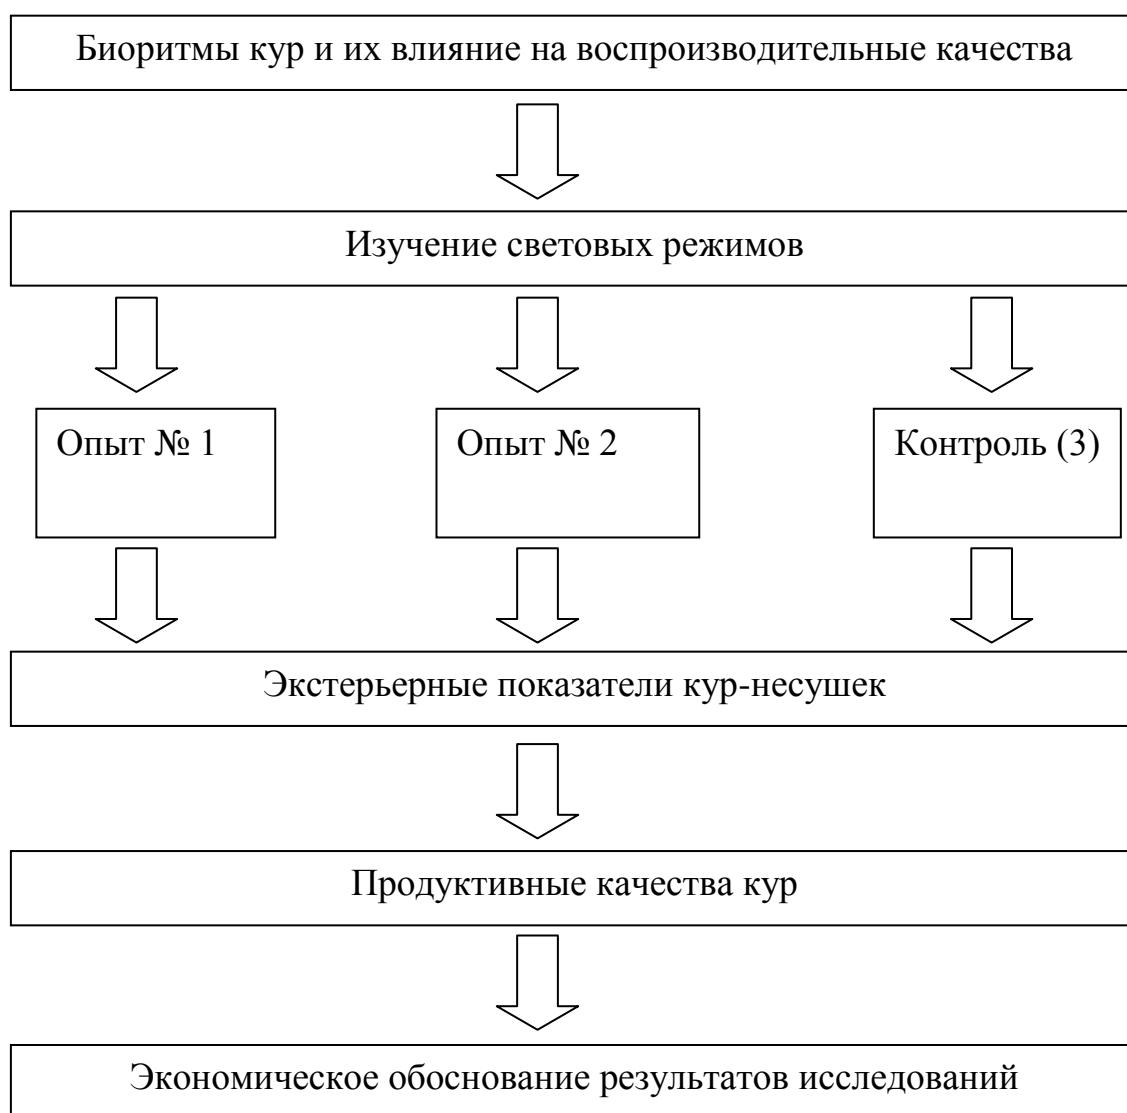 Биоритмы кур и их влияние на воспроизводительные качества
Изучение световых режимов
Опыт № 1
Опыт № 2
Контроль (3)
Экстерьерные показатели кур-несушек
Продуктивные качества кур
Экономическое обоснование результатов исследований